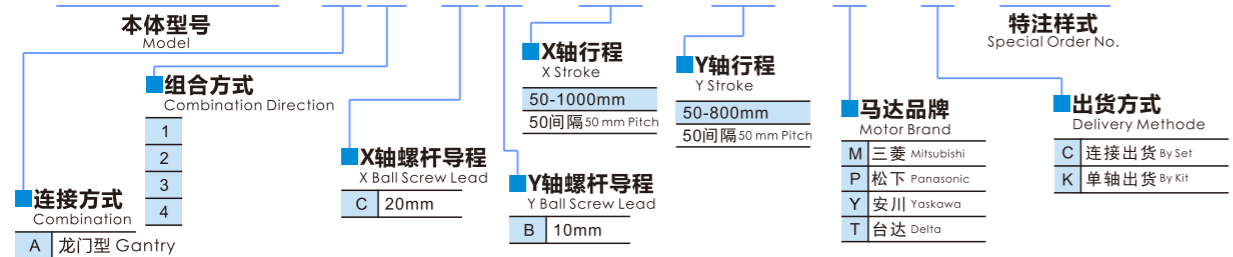 本体型号
Model
连接方式
Combination
A 龙门型 Gantry
组合方式
Combination Direction
1
2
3
4
X轴螺杆导程
X Ball Screw Lead
C 20mm
Y轴螺杆导程
Y Ball Screw Lead
B 10mm
X轴行程
X Stroke
50-1000mm
50间隔 50 mm Pitch
Y轴行程
Y Stroke
50-800mm
50间隔 50 mm Pitch
马达品牌
Motor Brand
M 三菱 Mitsubishi
P 松下 Panasonic
Y 安川 Yaskawa
T 台达 Delta
出货方式
Delivery Methode
C 连接出货 By Set
K 单轴出货 By Kit
特注样式
Special Order No.